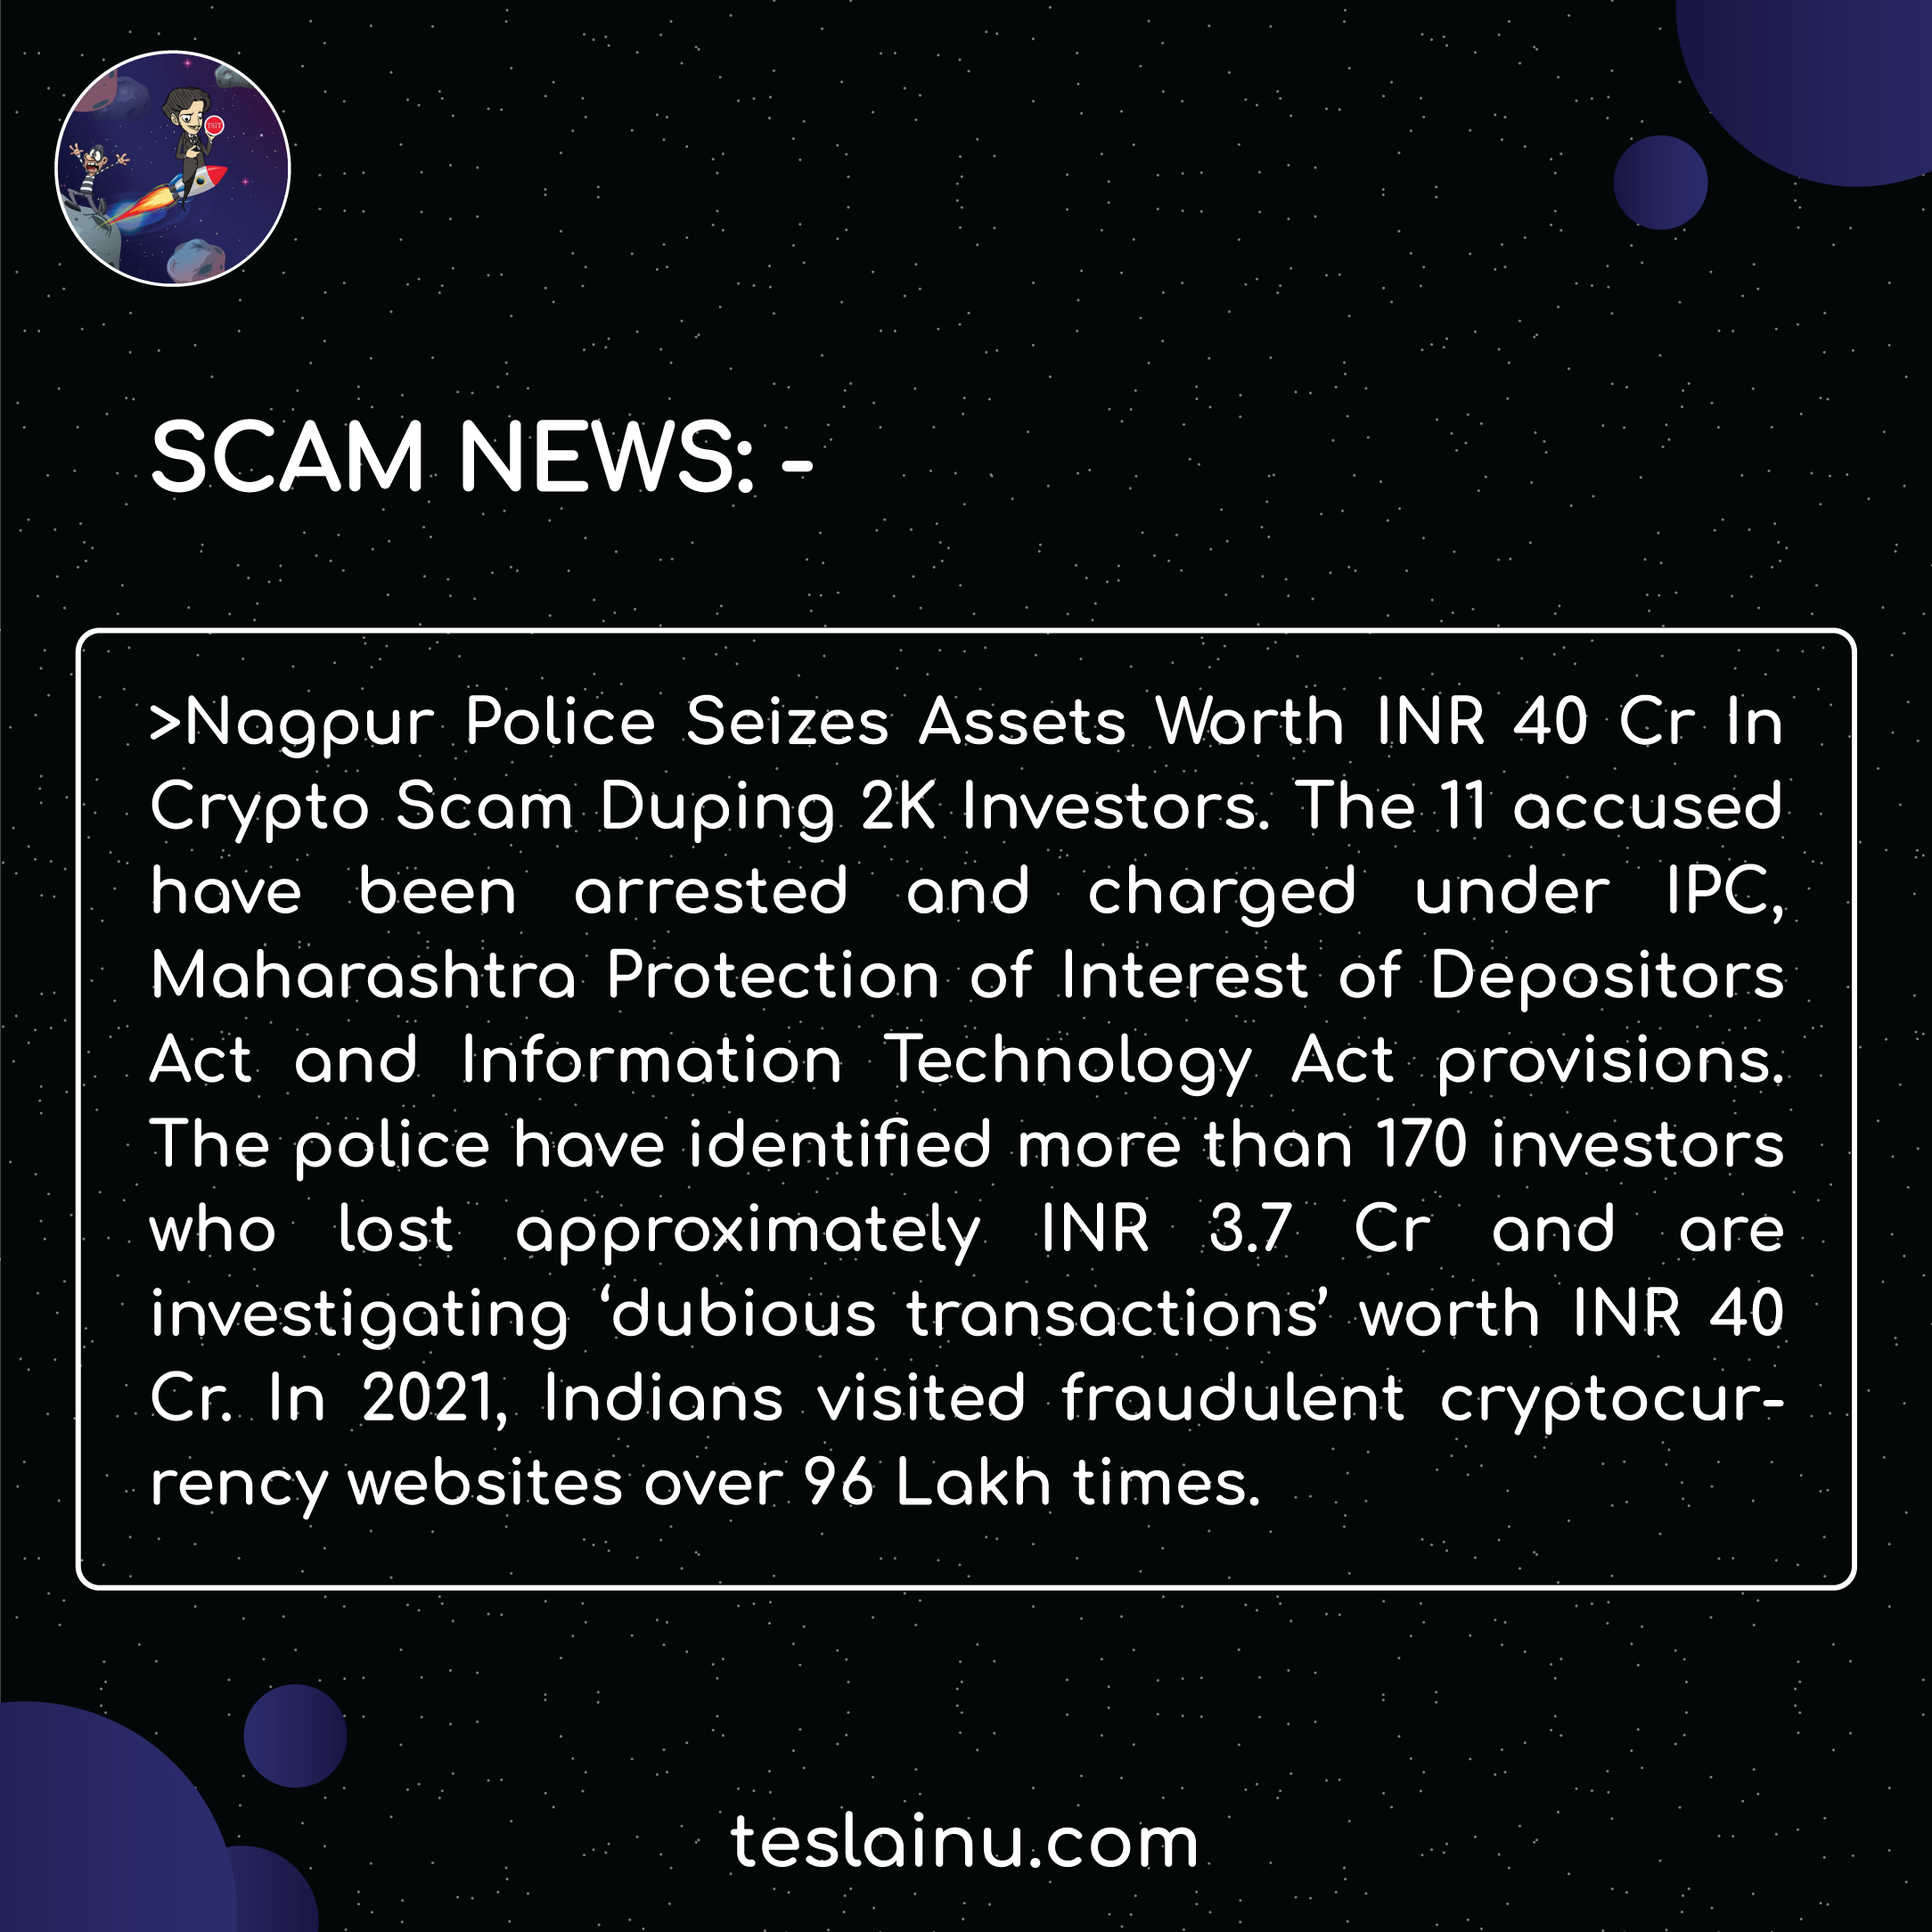 SCAM NEWS: -
>Nagpur Police Seizes Assets Worth INR 40 Cr In
Crypto Scam Duping 2K Investors. The 11 accused
have been arrested and charged under IPC,
Maharashtra Protection of Interest of Depositors
Act and Information Technology Act provisions.
The police have identified more than 170 investors
who lost approximately INR 3.7 Cr and are
investigating ‘dubious transactions’ worth INR 40
Cr. In 2021, Indians visited fraudulent cryptocur-
rency websites over 96 Lakh times.
teslainu.com